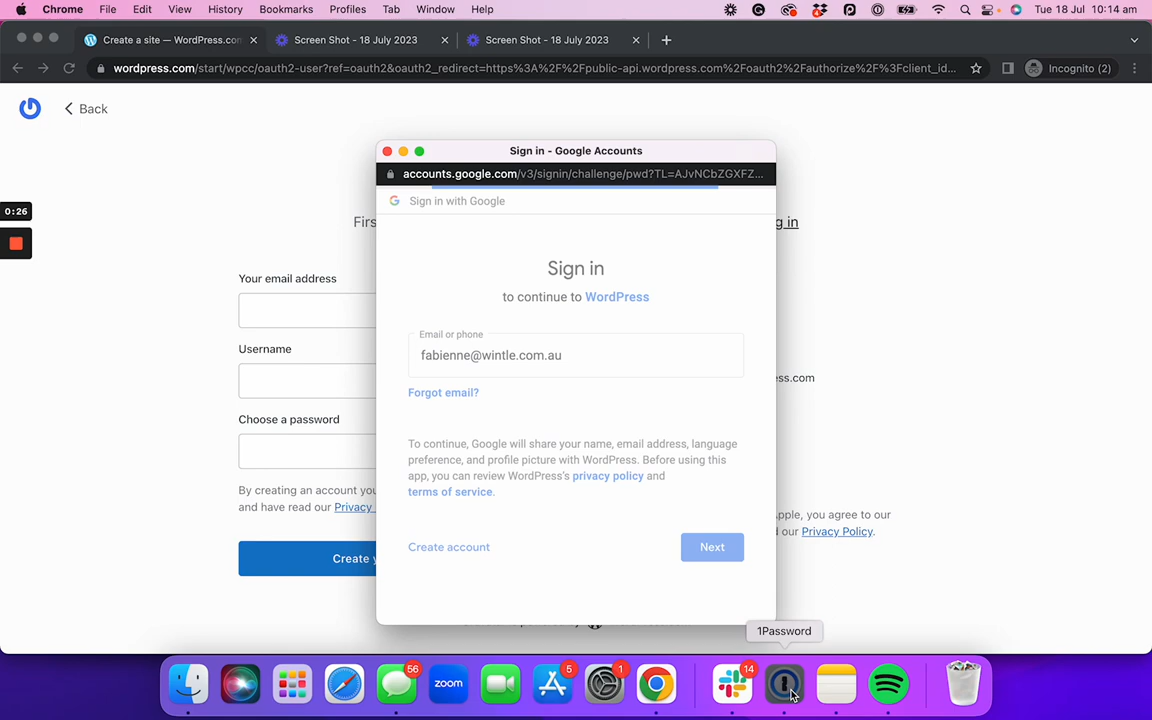 Chrome File Edit View History Bookmarks Profiles Tab Window Help Tue 18 Jul 10:14 am
Create a site — WordPress.con Screen Shot - 18 July 2023 Screen Shot - 18 July 2023
wordpress.com/start/wpcc/oauth2-user?ref=oauth2&oauth2_redirect=https%3A%2F%2Fpublic-api.wordpress.com%2Foauth2%2Fauthorize%2F%3Fclient_id... Incognito (2)
Back
Sign in - Google Accounts
accounts.google.com/v3/signin/challenge/pwd?TL=AJvNCbZGXFZ...
Sign in with Google
0:26
Firs
g in
Sign in
to continue to WordPress
Your email address
Email or phone
fabienne@wintle.com.au
Username
Forgot email?
ess.com
Choose a password
To continue, Google will share your name, email address, language
preference, and profile picture with WordPress. Before using this
app, you can review WordPress's privacy policy and
terms of service.
By creating an account you
and have read our Privacy
Apple, you agree to our
d our Privacy Policy.
Create account
Next
Create y
1Password
56
5
1
14
zoom